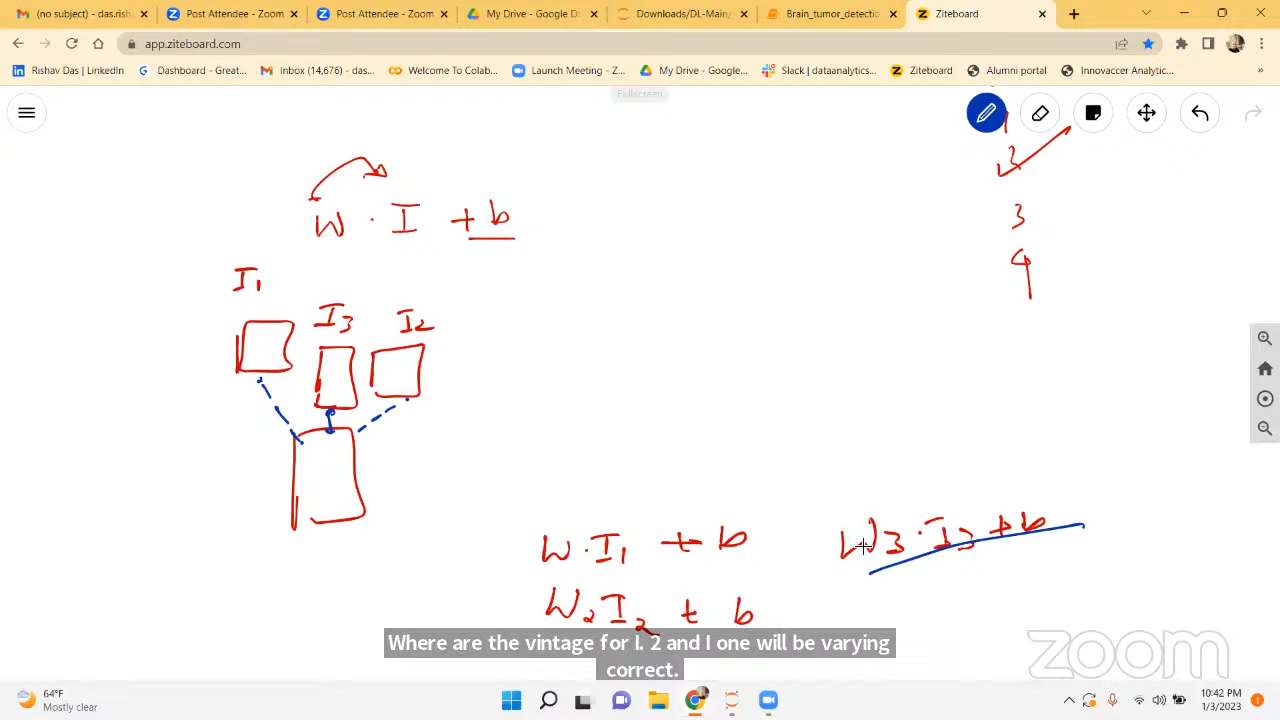 das.rish
Post Attendee - Zoom
Post Attendee - Zoom
My Drive - Google D
Downloads/DL-Main/
Brain_tumor_detectio
Ziteboard
app.ziteboard.com
Rishav Das | LinkedIn
Dashboard - Great...
Inbox (14,676) - das...
Welcome To Colab...
Launch Meeting - Z...
My Drive - Google...
Slack | dataanalytics...
Ziteboard
Alumni portal
Innovaccer Analytic...
Fullscreen
1
3
3
4
W · I + b
I1
I3
I2
W · I1 + b
W3 · I3 + b
W2 I2 + b
Where are the vintage for I. 2 and I one will be varying
correct.
zoom
64°F
Mostly clear
10:42 PM
1/3/2023
1